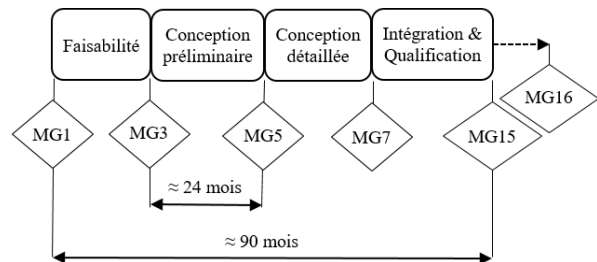 Faisabilité
Conception
préliminaire
Conception
détaillée
Intégration &
Qualification
MG1
MG3
MG5
MG7
MG15
MG16
≈ 24 mois
≈ 90 mois